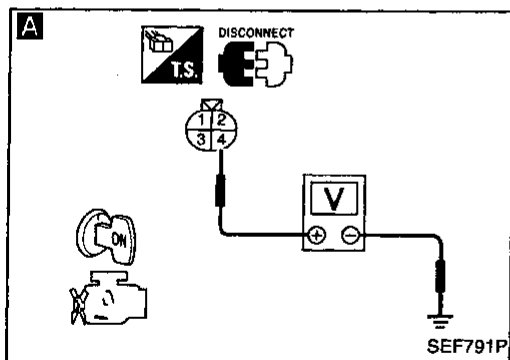 A
DISCONNECT
T.S.
1 2
3 4
V
ON
+ −
SEF791P